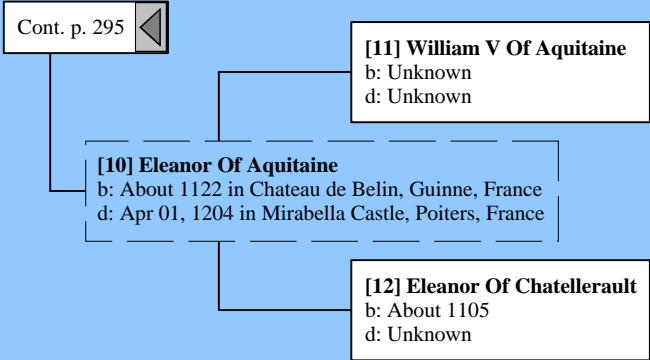 Cont. p. 295
[11] William V Of Aquitaine
b: Unknown
d: Unknown
[10] Eleanor Of Aquitaine
b: About 1122 in Chateau de Belin, Guinne, France
d: Apr 01, 1204 in Mirabella Castle, Poiters, France
[12] Eleanor Of Chatellerault
b: About 1105
d: Unknown